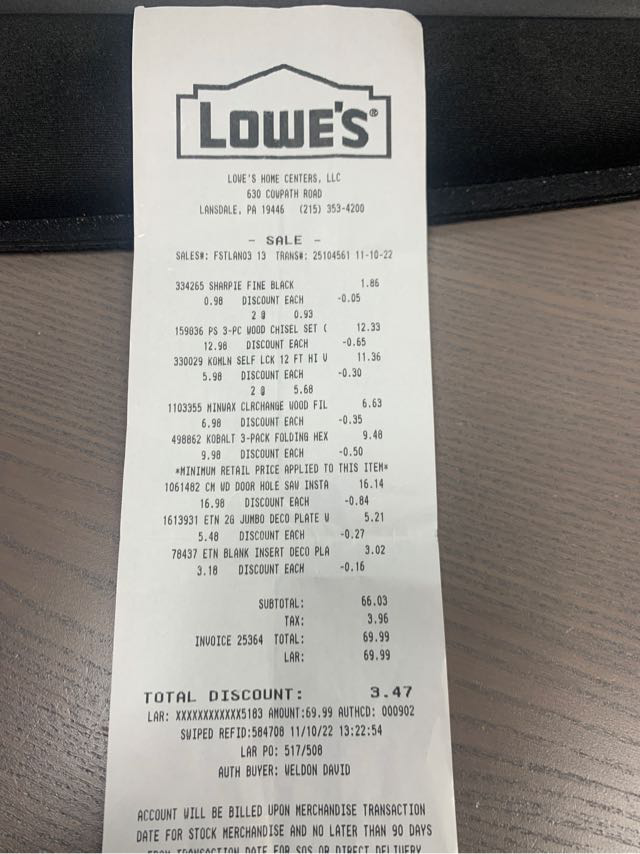 LOWE'S®
LOWE'S HOME CENTERS, LLC
630 COWPATH ROAD
LANSDALE, PA 19446 (215) 353-4200
- SALE -
SALES#: FSTLAN03 13 TRANS#: 25104561 11-10-22
334265 SHARPIE FINE BLACK 1.86
0.98 DISCOUNT EACH -0.05
2 @ 0.93
159836 PS 3-PC WOOD CHISEL SET ( 12.33
12.98 DISCOUNT EACH -0.65
330029 KOMLN SELF LCK 12 FT HI V 11.36
5.98 DISCOUNT EACH -0.30
2 @ 5.68
1103355 MINWAX CLRCHANGE WOOD FIL 6.63
6.98 DISCOUNT EACH -0.35
498862 KOBALT 3-PACK FOLDING HEX 9.48
9.98 DISCOUNT EACH -0.50
*MINIMUM RETAIL PRICE APPLIED TO THIS ITEM*
1061482 CM WD DOOR HOLE SAW INSTA 16.14
16.98 DISCOUNT EACH -0.84
1613931 ETN 2G JUMBO DECO PLATE W 5.21
5.48 DISCOUNT EACH -0.27
78437 ETN BLANK INSERT DECO PLA 3.02
3.18 DISCOUNT EACH -0.16
SUBTOTAL: 66.03
TAX: 3.96
INVOICE 25364 TOTAL: 69.99
LAR: 69.99
TOTAL DISCOUNT: 3.47
LAR: XXXXXXXXXXXX5183 AMOUNT:69.99 AUTHCD: 000902
SWIPED REFID:584708 11/10/22 13:22:54
LAR PO: 517/508
AUTH BUYER: WELDON DAVID
ACCOUNT WILL BE BILLED UPON MERCHANDISE TRANSACTION
DATE FOR STOCK MERCHANDISE AND NO LATER THAN 90 DAYS
FROM TRANSACTION DATE FOR SOS OR DIRECT DELIVERY